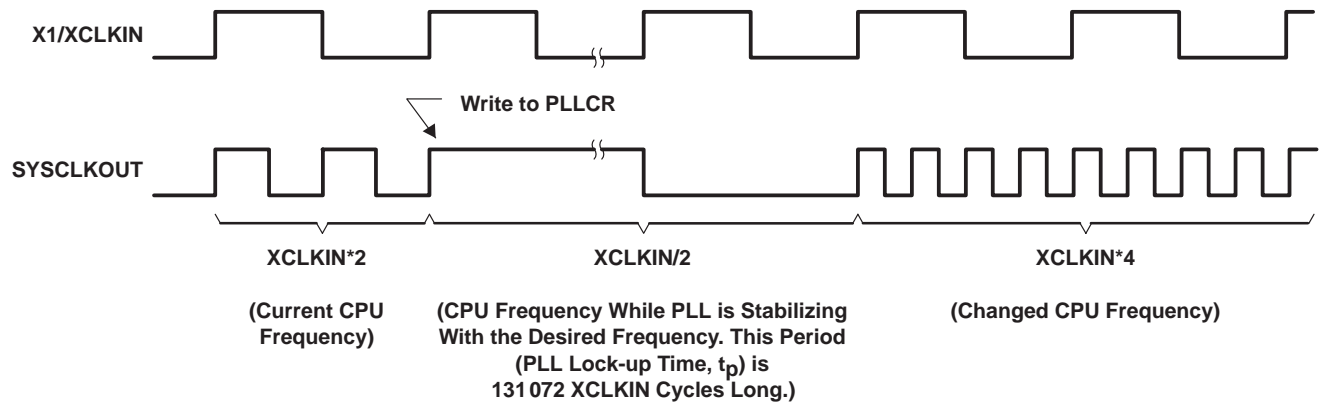 X1/XCLKIN
Write to PLLCR
SYSCLKOUT
XCLKIN*2
XCLKIN/2
XCLKIN*4
(Current CPU
Frequency)
(CPU Frequency While PLL is Stabilizing
With the Desired Frequency. This Period
(PLL Lock-up Time, tp) is
131 072 XCLKIN Cycles Long.)
(Changed CPU Frequency)